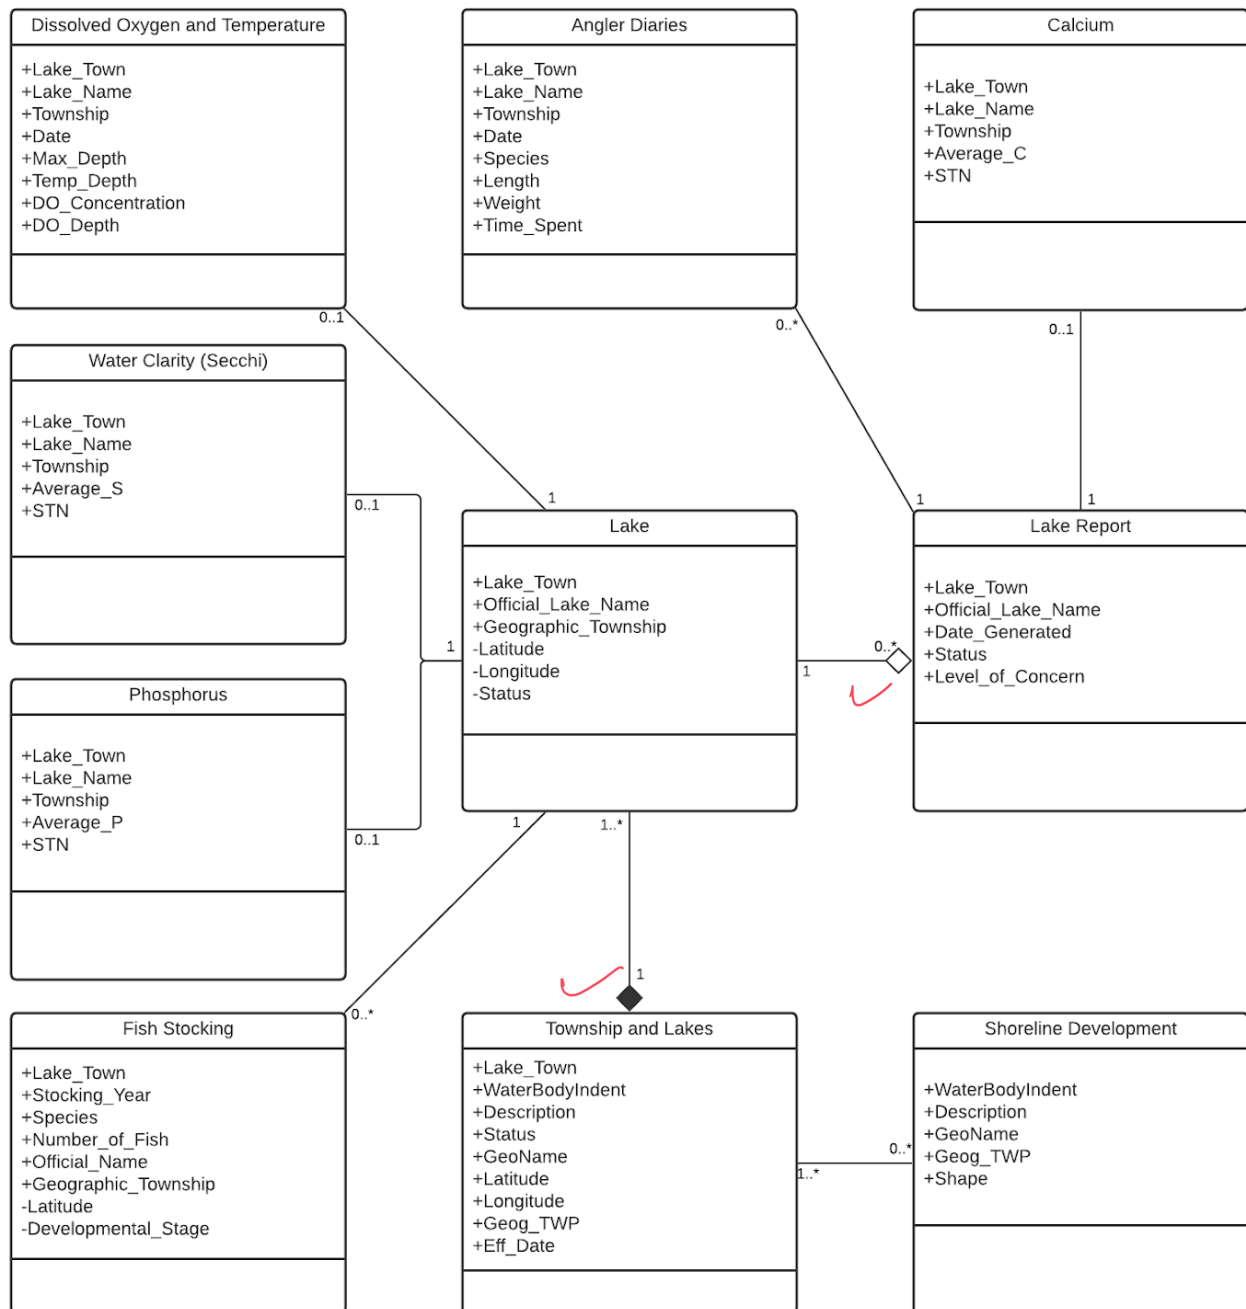 Dissolved Oxygen and Temperature
+Lake_Town
+Lake_Name
+Township
+Date
+Max_Depth
+Temp_Depth
+DO_Concentration
+DO_Depth
0..1
Angler Diaries
+Lake_Town
+Lake_Name
+Township
+Date
+Species
+Length
+Weight
+Time_Spent
0..*
Calcium
+Lake_Town
+Lake_Name
+Township
+Average_C
+STN
0..1
Water Clarity (Secchi)
+Lake_Town
+Lake_Name
+Township
+Average_S
+STN
0..1
1
Lake
+Lake_Town
+Official_Lake_Name
+Geographic_Township
-Latitude
-Longitude
-Status
1
1
0..*
1
1..*
1
1
Lake Report
+Lake_Town
+Official_Lake_Name
+Date_Generated
+Status
+Level_of_Concern
Phosphorus
+Lake_Town
+Lake_Name
+Township
+Average_P
+STN
0..1
Fish Stocking
+Lake_Town
+Stocking_Year
+Species
+Number_of_Fish
+Official_Name
+Geographic_Township
-Latitude
-Developmental_Stage
0..*
1
Township and Lakes
+Lake_Town
+WaterBodyIndent
+Description
+Status
+GeoName
+Latitude
+Longitude
+Geog_TWP
+Eff_Date
1..*
0..*
Shoreline Development
+WaterBodyIndent
+Description
+GeoName
+Geog_TWP
+Shape